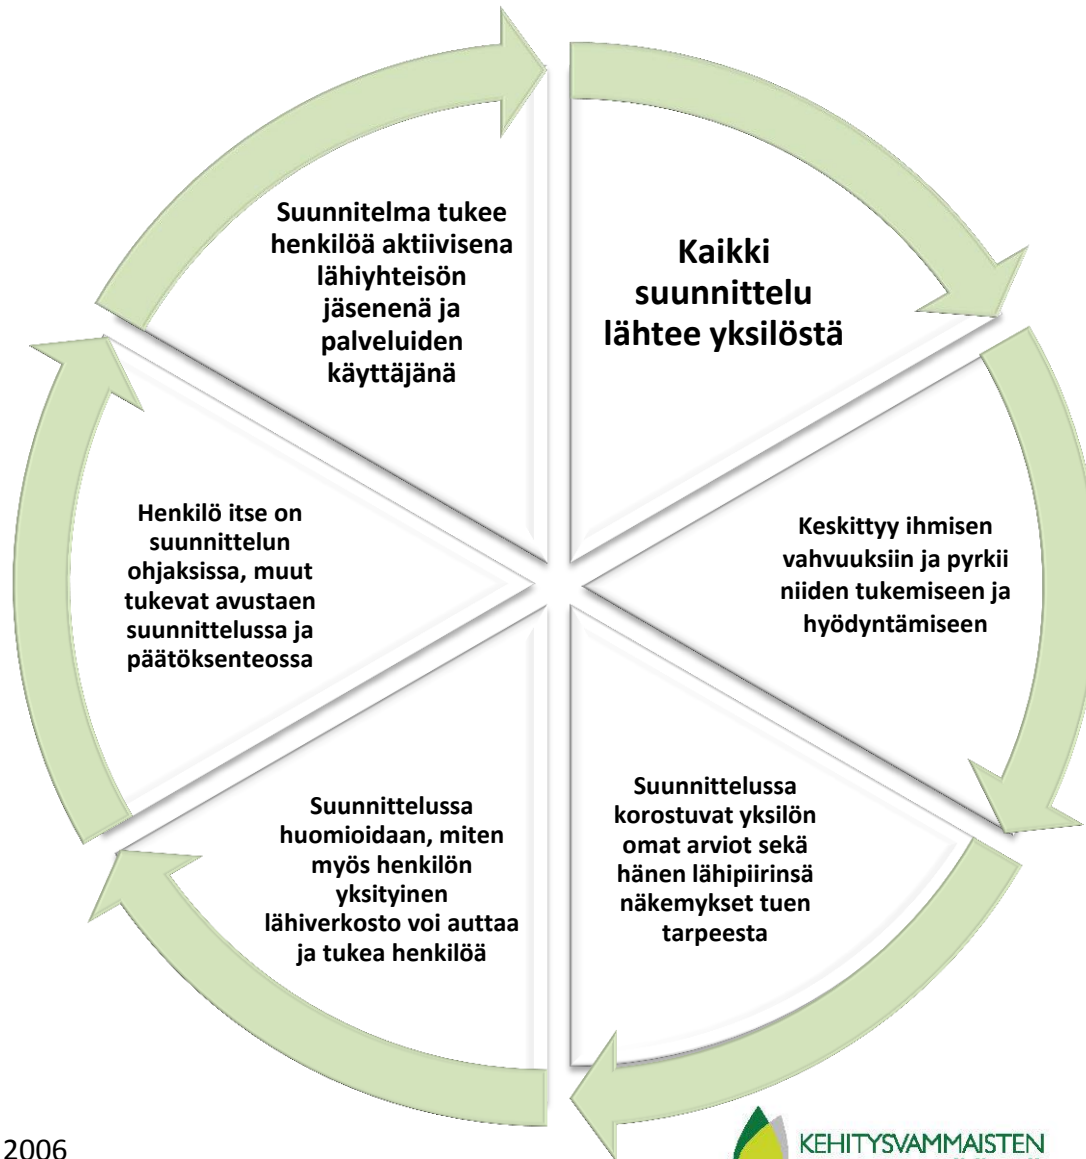 Kaikki
suunnittelu
lähtee yksilöstä
Keskittyy ihmisen
vahvuuksiin ja pyrkii
niiden tukemiseen ja
hyödyntämiseen
Suunnittelussa
korostuvat yksilön
omat arviot sekä
hänen lähipiirinsä
näkemykset tuen
tarpeesta
Suunnittelussa
huomioidaan, miten
myös henkilön
yksityinen
lähiverkosto voi auttaa
ja tukea henkilöä
Henkilö itse on
suunnittelun
ohjaksissa, muut
tukevat avustaen
suunnittelussa ja
päätöksenteossa
Suunnitelma tukee
henkilöä aktiivisena
lähiyhteisön
jäsenenä ja
palveluiden
käyttäjänä
2006
KEHITYSVAMMAISTEN